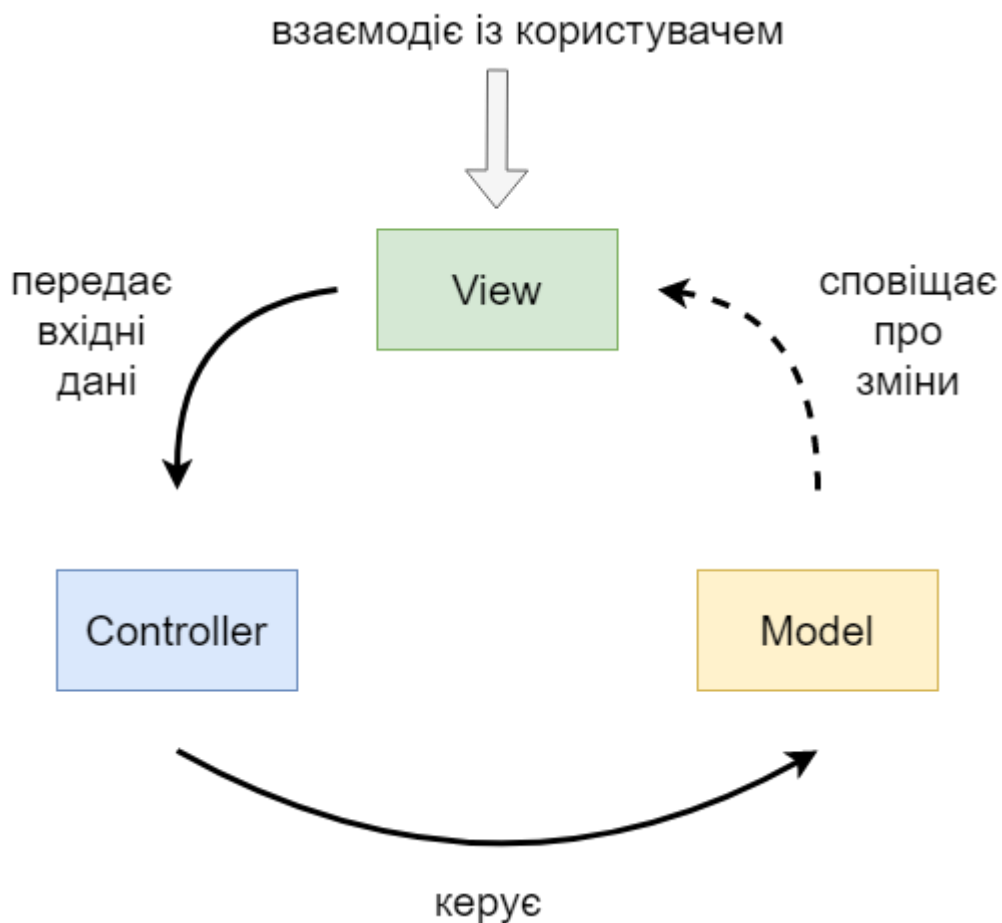 взаємодіє із користувачем
View
передає
вхідні
дані
сповіщає
про
зміни
Controller
Model
керує